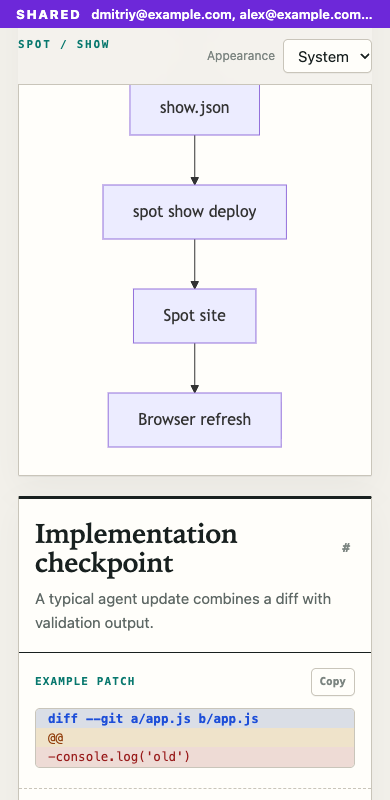 SHARED dmitriy@example.com, alex@example.com...
SPOT / SHOW
Appearance System
show.json
spot show deploy
Spot site
Browser refresh
Implementation
checkpoint
#
A typical agent update combines a diff with
validation output.
EXAMPLE PATCH Copy
diff --git a/app.js b/app.js
@@
-console.log('old')